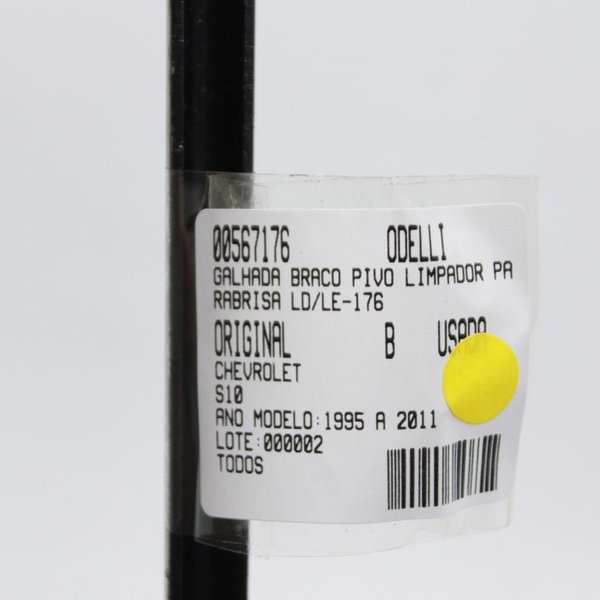 00567176 ODELLI
GALHADA BRACO PIVO LIMPADOR PA
RABRISA LD/LE-176
ORIGINAL B USADA
CHEVROLET
S10
ANO MODELO:1995 A 2011
LOTE:000002
TODOS